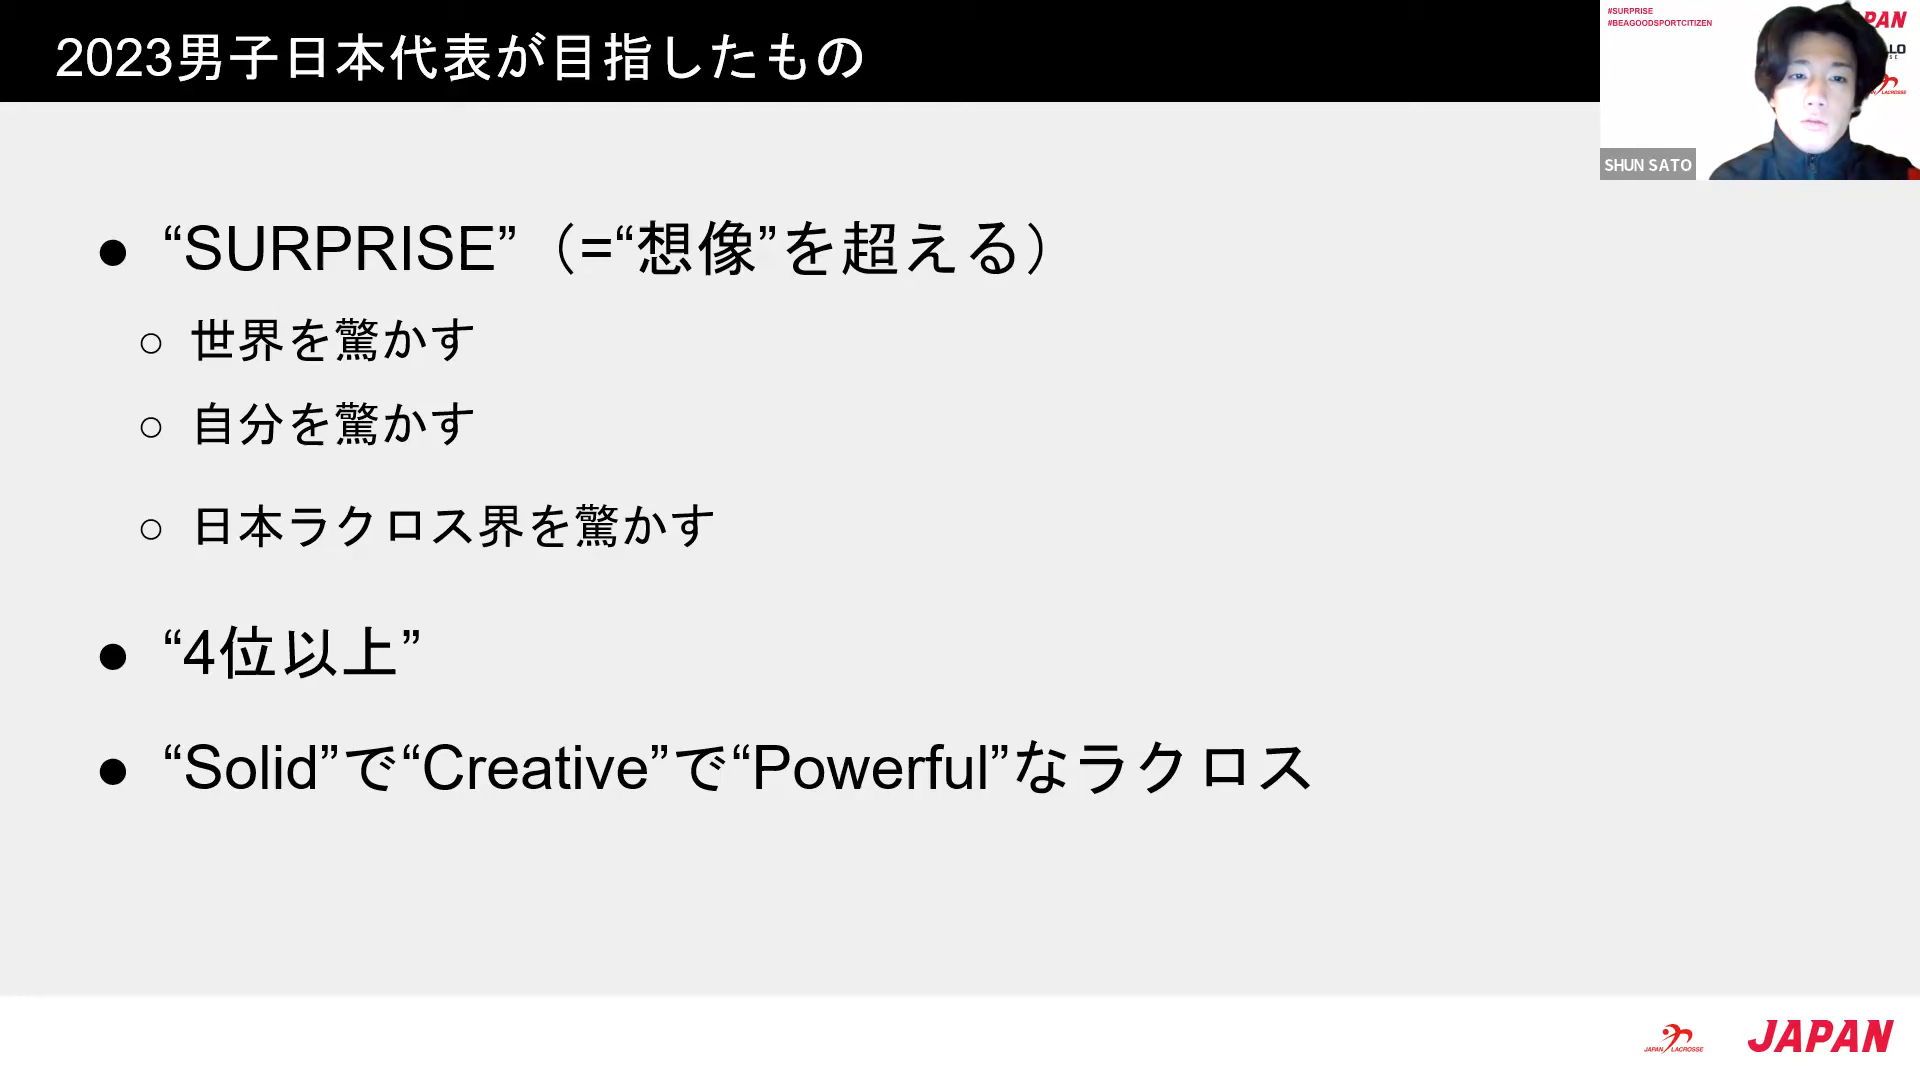 2023男子日本代表が目指したもの
#SURPRISE
#BEAGOODSPORTCITIZEN
SHUN SATO
● “SURPRISE”（=“想像”を超える）
○ 世界を驚かす
○ 自分を驚かす
○ 日本ラクロス界を驚かす
● “4位以上”
● “Solid”で“Creative”で“Powerful”なラクロス
JAPAN LACROSSE
JAPAN